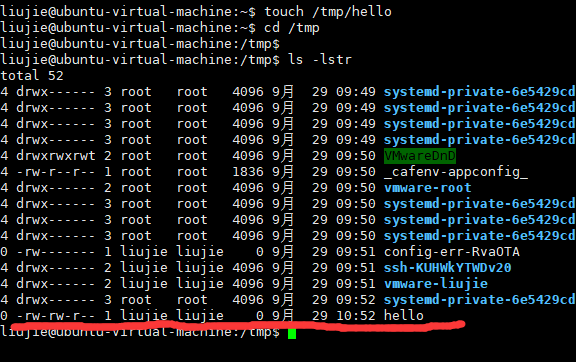 liujie@ubuntu-virtual-machine:~$ touch /tmp/hello
liujie@ubuntu-virtual-machine:~$ cd /tmp
liujie@ubuntu-virtual-machine:/tmp$
liujie@ubuntu-virtual-machine:/tmp$ ls -lstr
total 52
4 drwx------ 3 root root 4096 9月 29 09:49 systemd-private-6e5429cd
4 drwx------ 3 root root 4096 9月 29 09:49 systemd-private-6e5429cd
4 drwx------ 3 root root 4096 9月 29 09:49 systemd-private-6e5429cd
4 drwx------ 3 root root 4096 9月 29 09:49 systemd-private-6e5429cd
4 drwxrwxrwt 2 root root 4096 9月 29 09:50 VMwareDnD
4 -rw-r--r-- 1 root root 1836 9月 29 09:50 _cafenv-appconfig_
4 drwx------ 2 root root 4096 9月 29 09:50 vmware-root
4 drwx------ 3 root root 4096 9月 29 09:50 systemd-private-6e5429cd
4 drwx------ 3 root root 4096 9月 29 09:50 systemd-private-6e5429cd
4 drwx------ 3 root root 4096 9月 29 09:50 systemd-private-6e5429cd
0 -rw------- 1 liujie liujie 0 9月 29 09:51 config-err-RvaOTA
4 drwx------ 2 liujie liujie 4096 9月 29 09:51 ssh-KUHWkYTWDv20
4 drwx------ 2 liujie liujie 4096 9月 29 09:51 vmware-liujie
4 drwx------ 3 root root 4096 9月 29 09:52 systemd-private-6e5429cd
0 -rw-rw-r-- 1 liujie liujie 0 9月 29 10:52 hello
liujie@ubuntu-virtual-machine:/tmp$